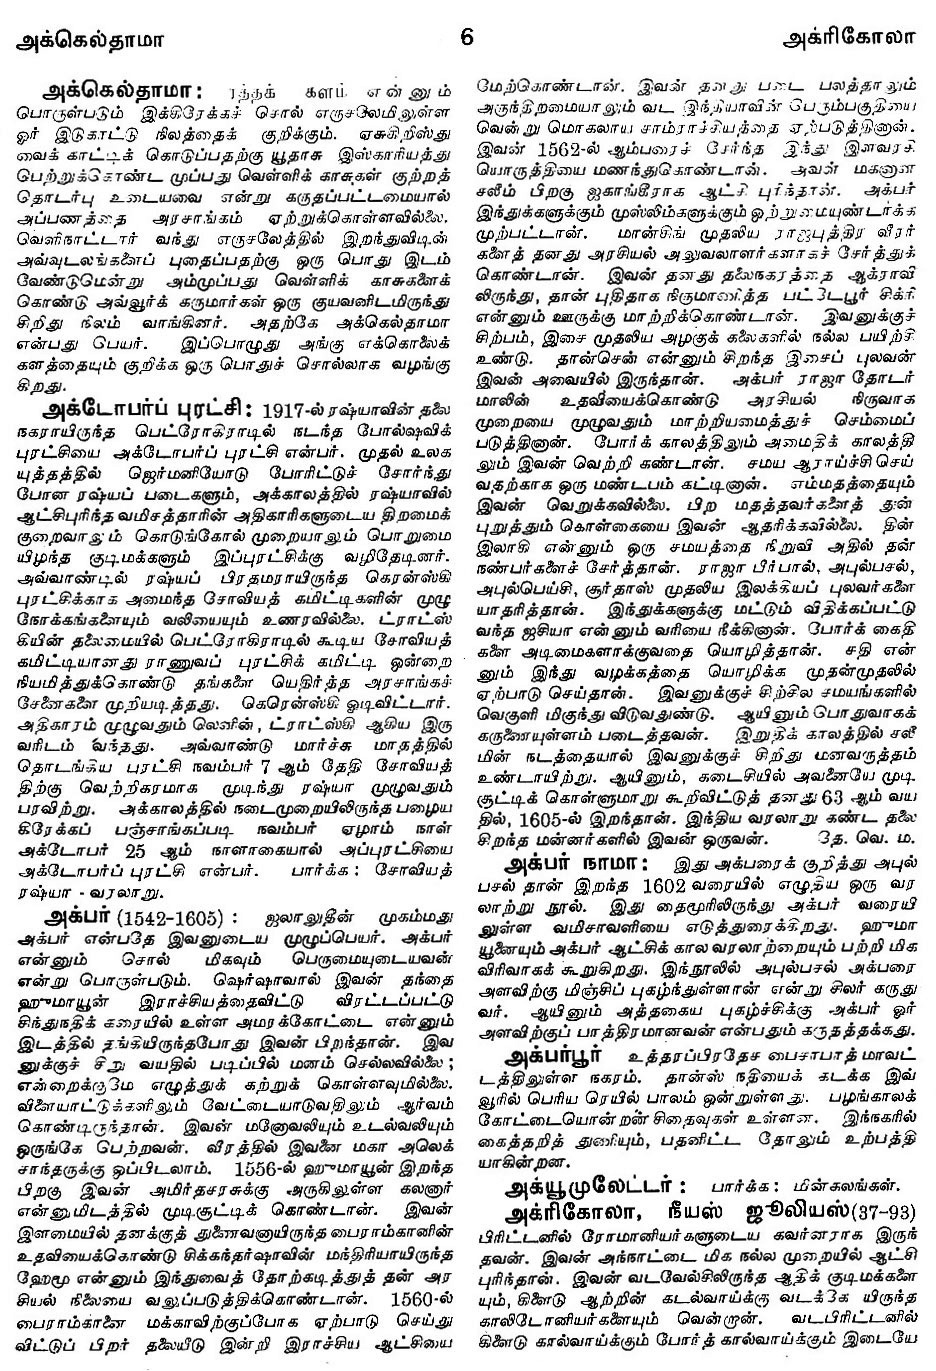 அக்கெல்தாமா
6
அக்ரிகோலா
அக்கெல்தாமா: ரத்தக் களம் என்னும்
பொருள்படும் இக்கிரேக்கச் சொல் எருசலேமிலுள்ள
ஓர் இடுகாட்டு நிலத்தைக் குறிக்கும். ஏசுகிறிஸ்து
வைக் காட்டிக் கொடுப்பதற்கு யூதாசு இஸ்காரியத்து
பெற்றுக்கொண்ட முப்பது வெள்ளிக் காசுகள் குற்றத்
தொடர்பு உடையவை என்று கருதப்பட்டமையால்
அப்பணத்தை அரசாங்கம் ஏற்றுக்கொள்ளவில்லை.
வெளிநாட்டார் வந்து எருசலேத்தில் இறந்துவிடின்
அவ்வுடலங்களைப் புதைப்பதற்கு ஒரு பொது இடம்
வேண்டுமென்று அம்முப்பது வெள்ளிக் காசுகளைக்
கொண்டு அவ்வூர்க் கருமார்கள் ஒரு குயவனிடமிருந்து
சிறிது நிலம் வாங்கினர். அதற்கே அக்கெல்தாமா
என்பது பெயர். இப்பொழுது அங்கு எக்கொலைக்
களத்தையும் குறிக்க ஒரு பொதுச் சொல்லாக வழங்கு
கிறது.
அக்டோபர்ப் புரட்சி: 1917-ல் ரஷ்யாவின் தலை
நகராயிருந்த பெட்ரோகிராடில் நடந்த போல்ஷவிக்
புரட்சியை அக்டோபர்ப் புரட்சி என்பர். முதல் உலக
யுத்தத்தில் ஜெர்மனியோடு போரிட்டுச் சோர்ந்து
போன ரஷ்யப் படைகளும், அக்காலத்தில் ரஷ்யாவில்
ஆட்சிபுரிந்த வமிசத்தாரின் அதிகாரிகளுடைய திறமைக்
குறைவாலும் கொடுங்கோல் முறையாலும் பொறுமை
யிழந்த குடிமக்களும் இப்புரட்சிக்கு வழிதேடினர்.
அவ்வாண்டில் ரஷ்யப் பிரதமராயிருந்த கெரன்ஸ்கி
புரட்சிக்காக அமைந்த சோவியத் கமிட்டிகளின் முழு
நோக்கங்களையும் வலியையும் உணரவில்லை. ட்ராட்ஸ்
கியின் தலைமையில் பெட்ரோகிராடில் கூடிய சோவியத்
கமிட்டியானது ராணுவப் புரட்சிக் கமிட்டி ஒன்றை
நியமித்துக்கொண்டு தங்களை யெதிர்த்த அரசாங்கச்
சேனைகளை முறியடித்தது. கெரென்ஸ்கி ஓடிவிட்டார்.
அதிகாரம் முழுவதும் லெனின், ட்ராட்ஸ்கி ஆகிய இரு
வரிடம் வந்தது. அவ்வாண்டு மார்ச்சு மாதத்தில்
தொடங்கிய புரட்சி நவம்பர் 7 ஆம் தேதி சோவியத்
திற்கு வெற்றிகரமாக முடிந்து ரஷ்யா முழுவதும்
பரவிற்று. அக்காலத்தில் நடைமுறையிலிருந்த பழைய
கிரேக்கப் பஞ்சாங்கப்படி நவம்பர் ஏழாம் நாள்
அக்டோபர் 25 ஆம் நாளாகையால் அப்புரட்சியை
அக்டோபர்ப் புரட்சி என்பர். பார்க்க: சோவியத்
ரஷ்யா - வரலாறு.
அக்பர் (1542-1605): ஜலாலுதீன் முகம்மது
அக்பர் என்பதே இவனுடைய முழுப்பெயர். அக்பர்
என்னும் சொல் மிகவும் பெருமையுடையவன்
என்று பொருள்படும். ஷெர்ஷாவால் இவன் தந்தை
ஹுமாயூன் இராச்சியத்தைவிட்டு விரட்டப்பட்டு
சிந்துநதிக் கரையில் உள்ள அமரக்கோட்டை என்னும்
இடத்தில் தங்கியிருந்தபோது இவன் பிறந்தான். இவ
னுக்குச் சிறு வயதில் படிப்பில் மனம் செல்லவில்லை;
என்றைக்குமே எழுத்துக் கற்றுக் கொள்ளவுமில்லை.
விளையாட்டுக்களிலும் வேட்டையாடுவதிலும் ஆர்வம்
கொண்டிருந்தான். இவன் மனோவலியும் உடல்வலியும்
ஒருங்கே பெற்றவன். வீரத்தில் இவனை மகா அலெக்
சாந்தருக்கு ஒப்பிடலாம். 1556-ல் ஹுமாயூன் இறந்த
பிறகு இவன் அமிர்தசரசுக்கு அருகிலுள்ள கலனூர்
என்னுமிடத்தில் முடிசூட்டிக் கொண்டான். இவன்
இளமையில் தனக்குத் துணைவனாயிருந்த பைராம்கானின்
உதவியைக்கொண்டு சிக்கந்தர்ஷாவின் மந்திரியாயிருந்த
ஹேமூ என்னும் இந்துவைத் தோற்கடித்துத் தன் அர
சியல் நிலையை வலுப்படுத்திக்கொண்டான். 1560-ல்
பைராம்கானை மக்காவிற்குப்போக ஏற்பாடு செய்து
விட்டுப் பிறர் தலையீடு இன்றி இராச்சிய ஆட்சியை
மேற்கொண்டான். இவன் தனது படை பலத்தாலும்
அருந்திறமையாலும் வட இந்தியாவின் பெரும்பகுதியை
வென்று மொகலாய சாம்ராச்சியத்தை ஏற்படுத்தினான்.
இவன் 1562-ல் ஆம்பரைச் சேர்ந்த இந்து இளவரசி
யொருத்தியை மணந்துகொண்டான். அவள் மகனான
சலீம் பிறகு ஜகாங்கீராக ஆட்சி புரிந்தான். அக்பர்
இந்துக்களுக்கும் முஸ்லிம்களுக்கும் ஒற்றுமையுண்டாக்க
முற்பட்டான். மான்சிங் முதலிய ராஜபுத்திர வீரர்
களைத் தனது அரசியல் அலுவலாளர்களாகச் சேர்த்துக்
கொண்டான். இவன் தனது தலைநகரத்தை ஆக்ராவி
லிருந்து, தான் புதிதாக நிருமாணித்த பட்டேபூர் சிக்ரி
என்னும் ஊருக்கு மாற்றிக்கொண்டான். இவனுக்குச்
சிற்பம், இசை முதலிய அழகுக் கலைகளில் நல்ல பயிற்சி
உண்டு. தான்சென் என்னும் சிறந்த இசைப் புலவன்
இவன் அவையில் இருந்தான். அக்பர் ராஜா தோடர்
மாலின் உதவியைக்கொண்டு அரசியல் நிருவாக
முறையை முழுவதும் மாற்றியமைத்துச் செம்மைப்
படுத்தினான். போர்க் காலத்திலும் அமைதிக் காலத்தி
லும் இவன் வெற்றி கண்டான். சமய ஆராய்ச்சி செய்
வதற்காக ஒரு மண்டபம் கட்டினான். எம்மதத்தையும்
இவன் வெறுக்கவில்லை. பிற மதத்தவர்களைத் துன்
புறுத்தும் கொள்கையை இவன் ஆதரிக்கவில்லை. தின்
இலாகி என்னும் ஒரு சமயத்தை நிறுவி அதில் தன்
நண்பர்களைச் சேர்த்தான். ராஜா பீர்பால், அபுல்பசல்,
அபுல்பெய்சி, சூர்தாஸ் முதலிய இலக்கியப் புலவர்களை
யாதரித்தான். இந்துக்களுக்கு மட்டும் விதிக்கப்பட்டு
வந்த ஜசியா என்னும் வரியை நீக்கினான். போர்க் கைதி
களை அடிமைகளாக்குவதை யொழித்தான். சதி என்
னும் இந்து வழக்கத்தை யொழிக்க முதன்முதலில்
ஏற்பாடு செய்தான். இவனுக்குச் சிற்சில சமயங்களில்
வெகுளி மிகுந்து விடுவதுண்டு. ஆயினும் பொதுவாகக்
கருணையுள்ளம் படைத்தவன். இறுதிக் காலத்தில் சலீ
மின் நடத்தையால் இவனுக்குச் சிறிது மனவருத்தம்
உண்டாயிற்று. ஆயினும், கடைசியில் அவனையே முடி
சூட்டிக் கொள்ளுமாறு கூறிவிட்டுத் தனது 63 ஆம் வய
தில், 1605-ல் இறந்தான். இந்திய வரலாறு கண்ட தலை
சிறந்த மன்னர்களில் இவன் ஒருவன். தே. வெ. ம.
அக்பர் நாமா: இது அக்பரைக் குறித்து அபுல்
பசல் தான் இறந்த 1602 வரையில் எழுதிய ஒரு வர
லாற்று நூல். இது தைமூரிலிருந்து அக்பர் வரையி
லுள்ள வமிசாவளியை எடுத்துரைக்கிறது. ஹுமா
யூனையும் அக்பர் ஆட்சிக் கால வரலாற்றையும் பற்றி மிக
விரிவாகக் கூறுகிறது. இந்நூலில் அபுல்பசல் அக்பரை
அளவிற்கு மிஞ்சிப் புகழ்ந்துள்ளான் என்று சிலர் கருது
வர். ஆயினும் அத்தகைய புகழ்ச்சிக்கு அக்பர் ஓர்
அளவிற்குப் பாத்திரமானவன் என்பதும் கருதத்தக்கது.
அக்பர்பூர் உத்தரப்பிரதேச பைசாபாத் மாவட்
டத்திலுள்ள நகரம். தான்ஸ் நதியைக் கடக்க இவ்
வூரில் பெரிய ரெயில் பாலம் ஒன்றுள்ளது. பழங்காலக்
கோட்டையொன்றன் சிதைவுகள் உள்ளன. இந்நகரில்
கைத்தறித் துணியும், பதனிட்ட தோலும் உற்பத்தி
யாகின்றன.
அக்யூமுலேட்டர்: பார்க்க: மின்கலங்கள்.
அக்ரிகோலா, நீயஸ் ஜூலியஸ் (37-93)
பிரிட்டனில் ரோமானியர்களுடைய கவர்னராக இருந்
தவன். இவன் அந்நாட்டை மிக நல்ல முறையில் ஆட்சி
புரிந்தான். இவன் வடவேல்சிலிருந்த ஆதிக் குடிமக்களை
யும், கிளைடு ஆற்றின் கடல்வாய்க்கு வடக்கே யிருந்த
காலிடோனியர்களையும் வென்றான். வடபிரிட்டனில்
கிளைடு கால்வாய்க்கும் போர்த் கால்வாய்க்கும் இடையே